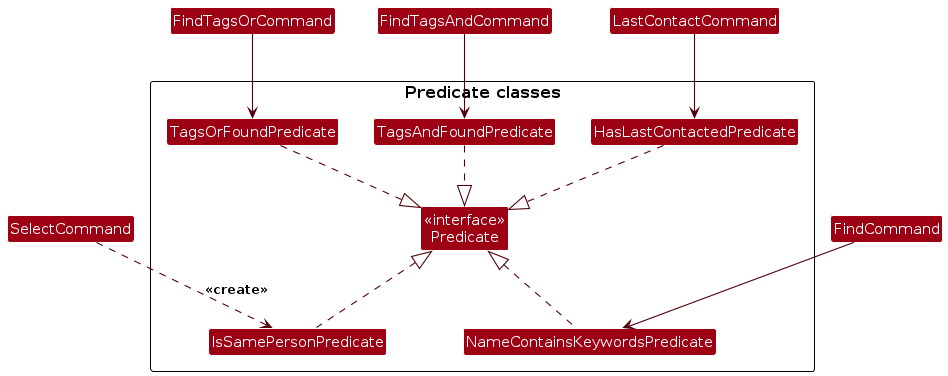 FindTagsOrCommand
FindTagsAndCommand
LastContactCommand
Predicate classes
TagsOrFoundPredicate
TagsAndFoundPredicate
HasLastContactedPredicate
SelectCommand
«interface»
Predicate
FindCommand
«create»
IsSamePersonPredicate
NameContainsKeywordsPredicate